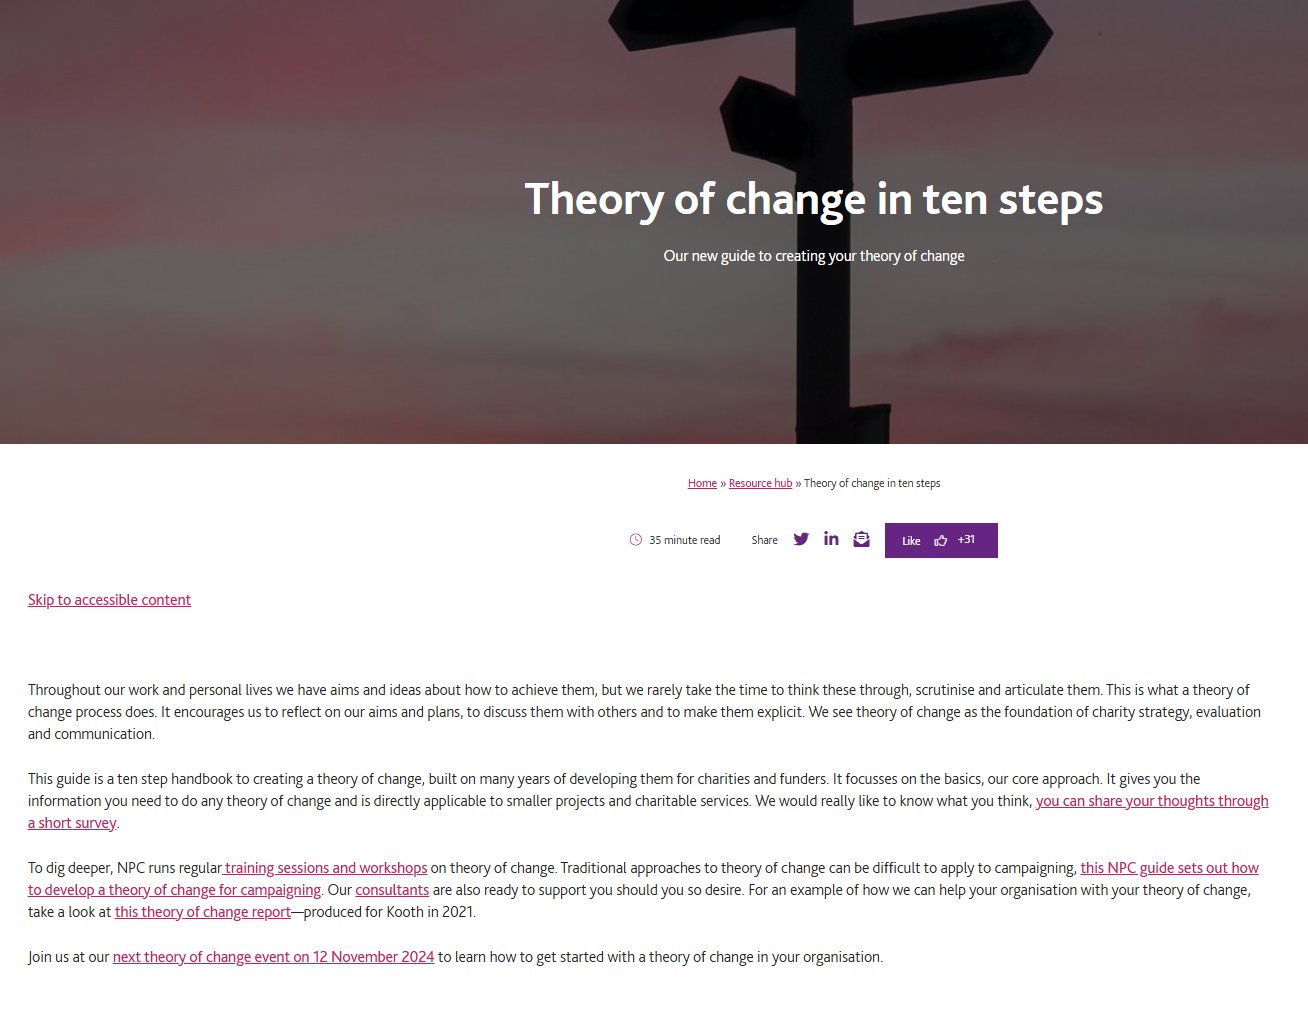 Theory of change in ten steps
Our new guide to creating your theory of change
Home » Resource hub » Theory of change in ten steps
35 minute read Share Like +31
Skip to accessible content
Throughout our work and personal lives we have aims and ideas about how to achieve them, but we rarely take the time to think these through, scrutinise and articulate them. This is what a theory of
change process does. It encourages us to reflect on our aims and plans, to discuss them with others and to make them explicit. We see theory of change as the foundation of charity strategy, evaluation
and communication.
This guide is a ten step handbook to creating a theory of change, built on many years of developing them for charities and funders. It focusses on the basics, our core approach. It gives you the
information you need to do any theory of change and is directly applicable to smaller projects and charitable services. We would really like to know what you think, you can share your thoughts through
a short survey.
To dig deeper, NPC runs regular training sessions and workshops on theory of change. Traditional approaches to theory of change can be difficult to apply to campaigning, this NPC guide sets out how
to develop a theory of change for campaigning. Our consultants are also ready to support you should you so desire. For an example of how we can help your organisation with your theory of change,
take a look at this theory of change report—produced for Kooth in 2021.
Join us at our next theory of change event on 12 November 2024 to learn how to get started with a theory of change in your organisation.